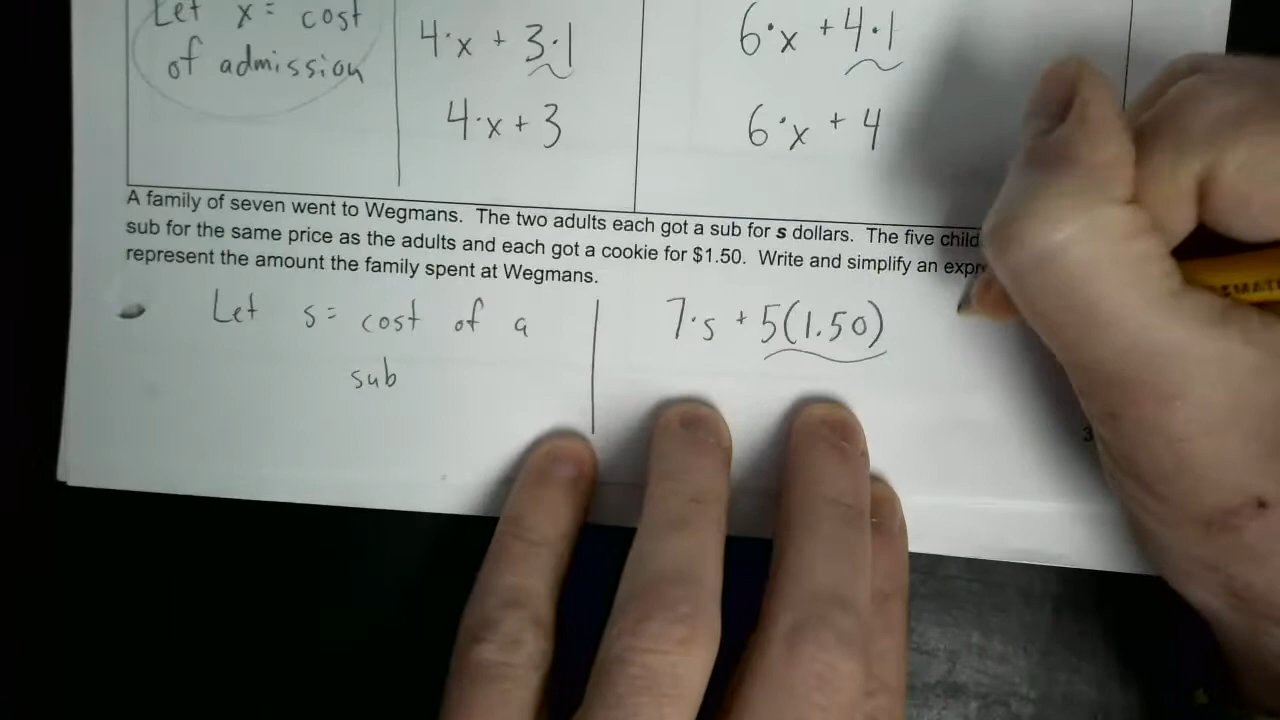 Let x = cost
of admission
4·x + 3·1
4·x + 3
6·x + 4·1
6·x + 4
A family of seven went to Wegmans. The two adults each got a sub for s dollars. The five
sub for the same price as the adults and each got a cookie for $1.50. Write and simplify an
represent the amount the family spent at Wegmans.
Let s = cost of a
sub
7·s + 5(1.50)